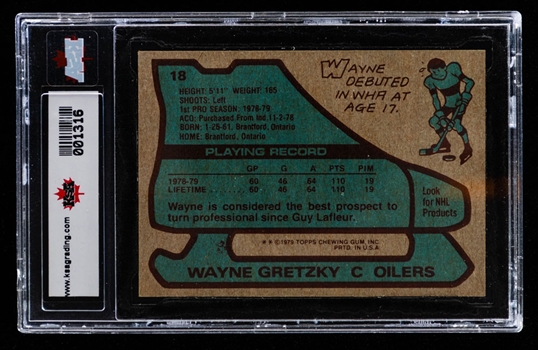 18
HEIGHT: 5'11" WEIGHT: 165
SHOOTS: Left
1st PRO SEASON: 1978-79
ACQ: Purchased From Ind. 11-2-78
BORN: 1-26-61, Brantford, Ontario
HOME: Brantford, Ontario
WAYNE
DEBUTED
IN WHA AT
AGE 17.
PLAYING RECORD
GP G A PTS PIM
1978-79 60 46 64 110 19
LIFETIME 60 46 64 110 19
Wayne is considered the best prospect to
turn professional since Guy Lafleur.
Look
for NHL
Products
© 1979 TOPPS CHEWING GUM, INC.
PRTD. IN U.S.A.
WAYNE GRETZKY C OILERS
KSA
001316
KSA
www.ksagrading.com